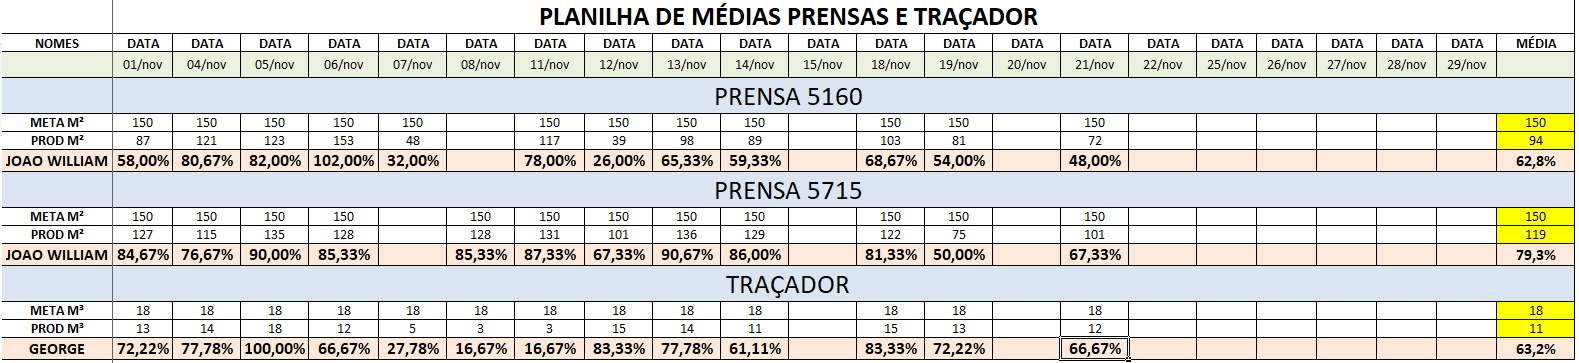 PLANILHA DE MÉDIAS PRENSAS E TRAÇADOR
NOMES DATA DATA DATA DATA DATA DATA DATA DATA DATA DATA DATA DATA DATA DATA DATA DATA DATA DATA DATA DATA DATA MÉDIA
01/nov 04/nov 05/nov 06/nov 07/nov 08/nov 11/nov 12/nov 13/nov 14/nov 15/nov 18/nov 19/nov 20/nov 21/nov 22/nov 25/nov 26/nov 27/nov 28/nov 29/nov
PRENSA 5160
META M² 150 150 150 150 150 150 150 150 150 150 150 150 150
PROD M² 87 121 123 153 48 117 39 98 89 103 81 72 94
JOAO WILLIAM 58,00% 80,67% 82,00% 102,00% 32,00% 78,00% 26,00% 65,33% 59,33% 68,67% 54,00% 48,00% 62,8%
PRENSA 5715
META M² 150 150 150 150 150 150 150 150 150 150 150 150 150
PROD M² 127 115 135 128 128 131 101 136 129 122 75 101 119
JOAO WILLIAM 84,67% 76,67% 90,00% 85,33% 85,33% 87,33% 67,33% 90,67% 86,00% 81,33% 50,00% 67,33% 79,3%
TRAÇADOR
META M³ 18 18 18 18 18 18 18 18 18 18 18 18 18 18
PROD M³ 13 14 18 12 5 3 3 15 14 11 15 13 12 11
GEORGE 72,22% 77,78% 100,00% 66,67% 27,78% 16,67% 16,67% 83,33% 77,78% 61,11% 83,33% 72,22% 66,67% 63,2%